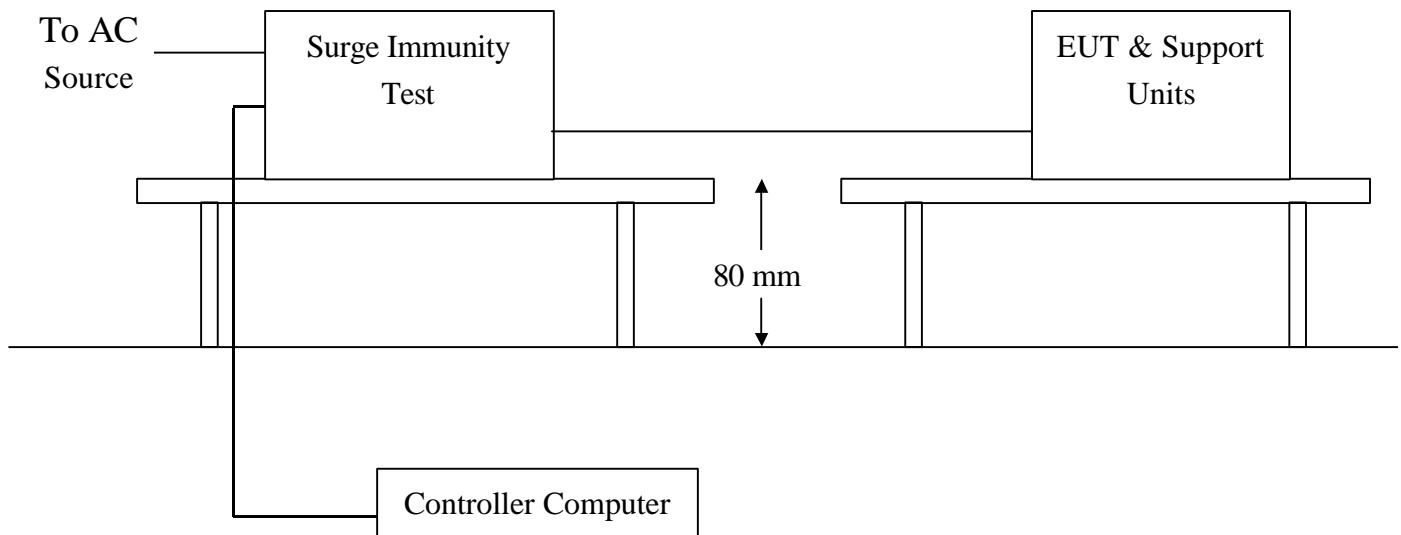 To AC
Source
Surge Immunity
Test
EUT & Support
Units
80 mm
Controller Computer